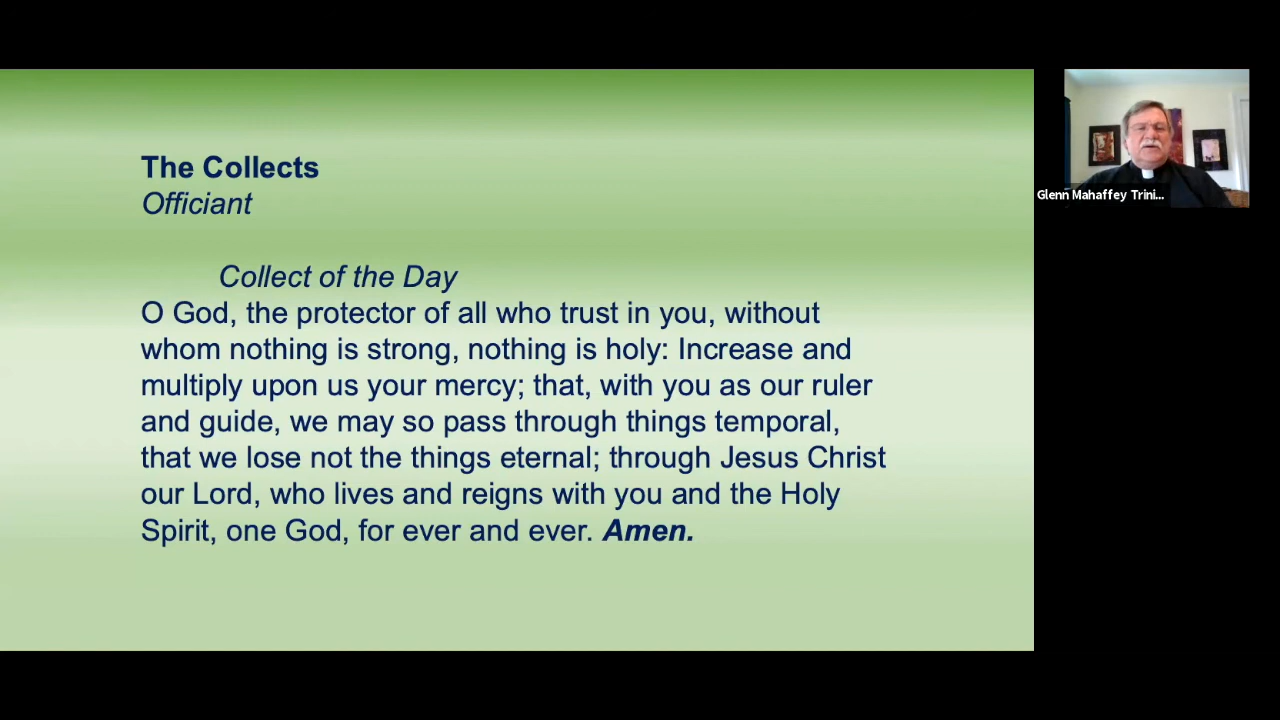 The Collects
Officiant
Collect of the Day
O God, the protector of all who trust in you, without
whom nothing is strong, nothing is holy: Increase and
multiply upon us your mercy; that, with you as our ruler
and guide, we may so pass through things temporal,
that we lose not the things eternal; through Jesus Christ
our Lord, who lives and reigns with you and the Holy
Spirit, one God, for ever and ever. Amen.
Glenn Mahaffey Trini...